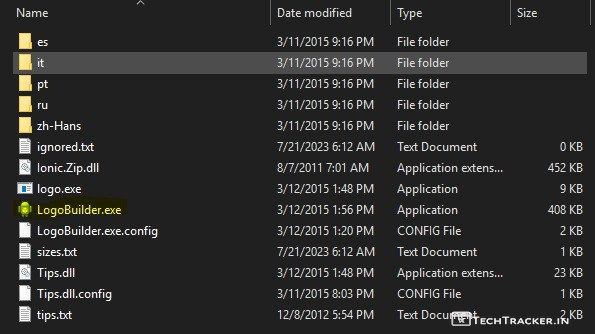 Name Date modified Type Size
es 3/11/2015 9:16 PM File folder
it 3/11/2015 9:16 PM File folder
pt 3/11/2015 9:16 PM File folder
ru 3/11/2015 9:16 PM File folder
zh-Hans 3/11/2015 9:16 PM File folder
ignored.txt 7/21/2023 6:12 AM Text Document 0 KB
Ionic.Zip.dll 8/7/2011 7:01 AM Application extens... 452 KB
logo.exe 3/12/2015 1:48 PM Application 9 KB
LogoBuilder.exe 3/12/2015 1:56 PM Application 408 KB
LogoBuilder.exe.config 3/12/2015 1:48 PM CONFIG File 2 KB
sizes.txt 7/21/2023 6:12 AM Text Document 1 KB
Tips.dll 3/12/2015 1:48 PM Application extens... 23 KB
Tips.dll.config 3/11/2015 8:03 PM CONFIG File 2 KB
tips.txt 12/8/2012 5:54 PM Text Document 2 KB
TECHTRACKER.IN